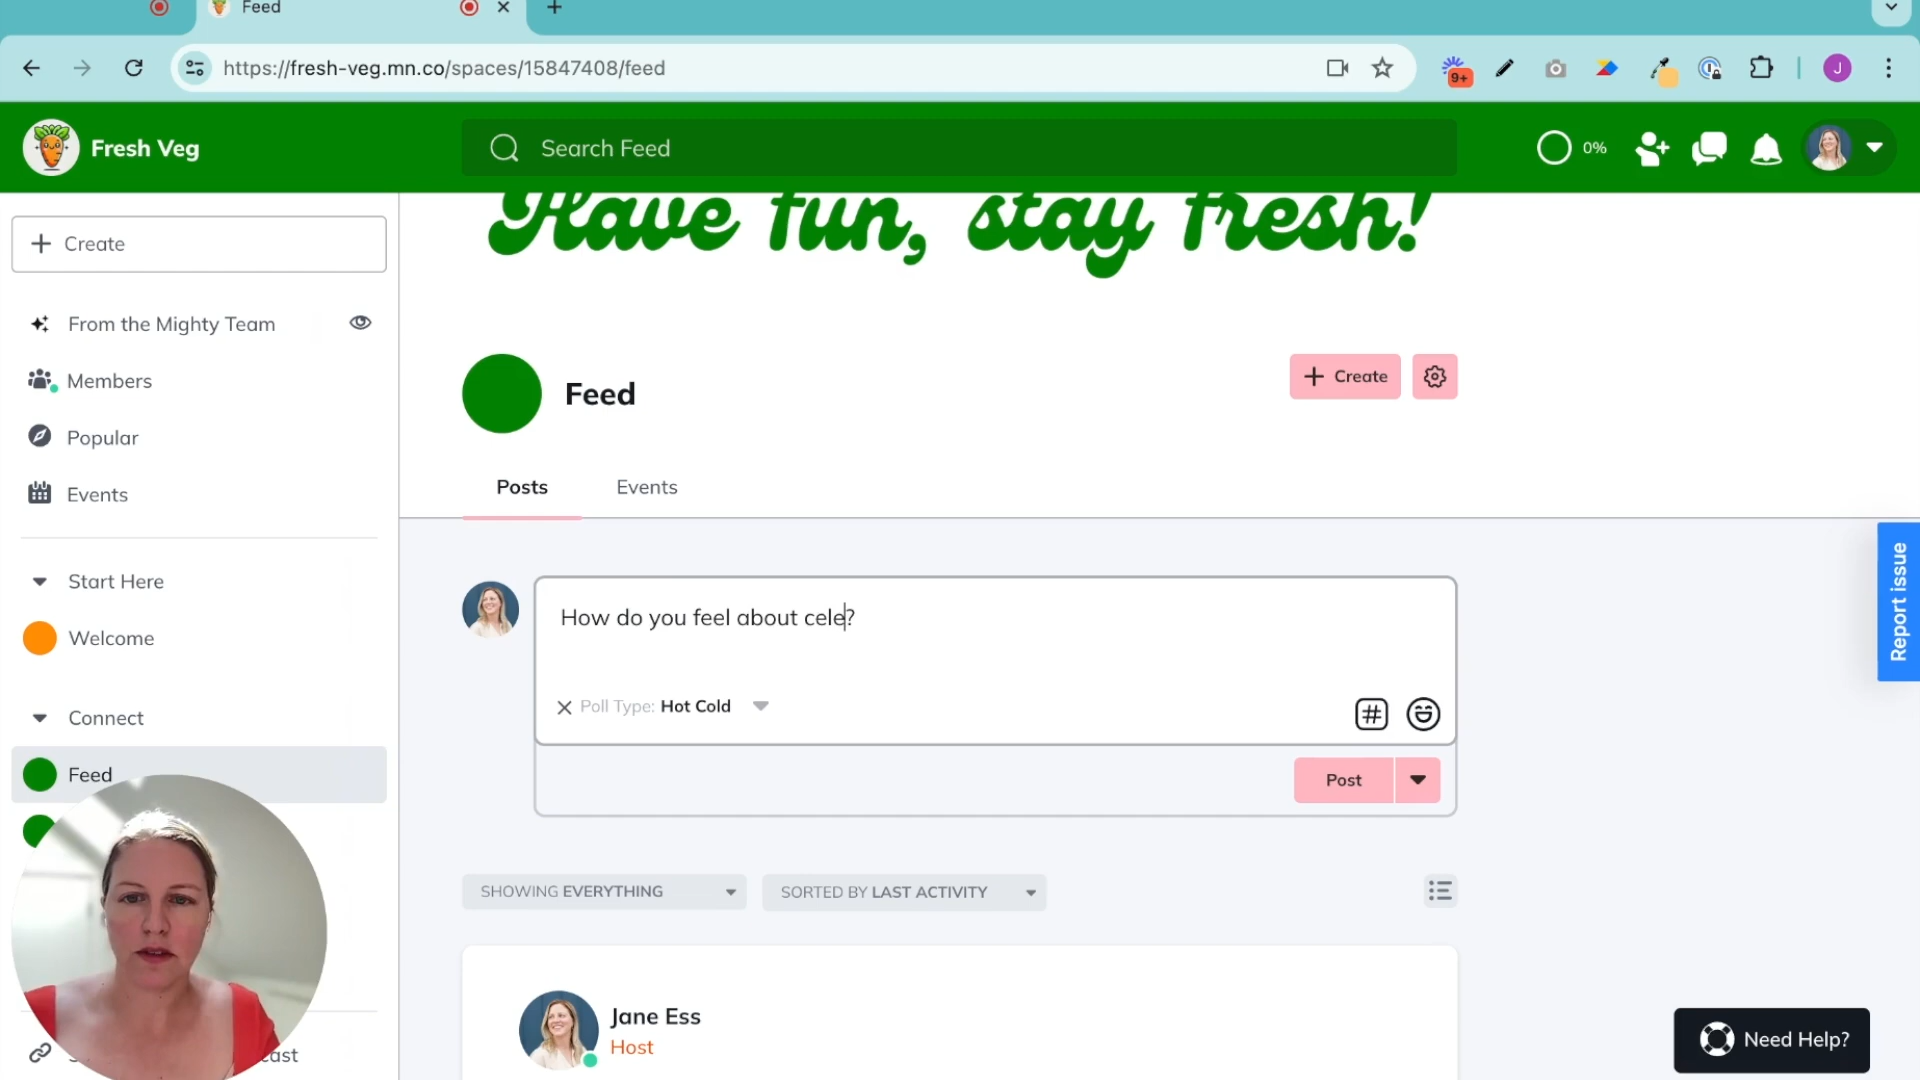 Feed
https://fresh-veg.mn.co/spaces/15847408/feed
9+
J
Fresh Veg
Search Feed
0%
Have fun, stay fresh!
Create
From the Mighty Team
Members
Popular
Events
Start Here
Welcome
Connect
Feed
Feed
Create
Posts
Events
How do you feel about cele?
Poll Type: Hot Cold
#
Post
SHOWING EVERYTHING
SORTED BY LAST ACTIVITY
Jane Ess
Host
Report issue
Need Help?